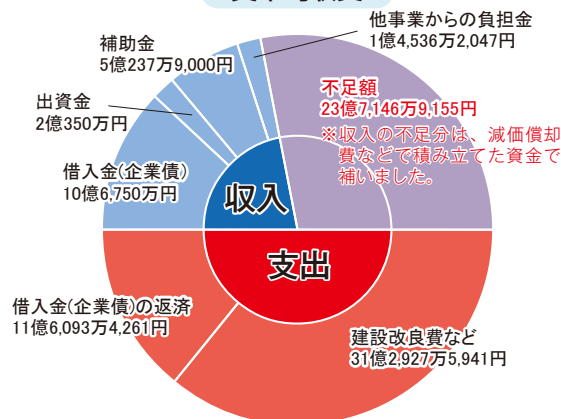 他事業からの負担金
1億4,536万2,047円
補助金
5億237万9,000円
出資金
2億350万円
借入金(企業債)
10億6,750万円
不足額
23億7,146万9,155円
※収入の不足分は、減価償却
費などで積み立てた資金で
補いました。
収入
支出
借入金(企業債)の返済
11億6,093万4,261円
建設改良費など
31億2,927万5,941円